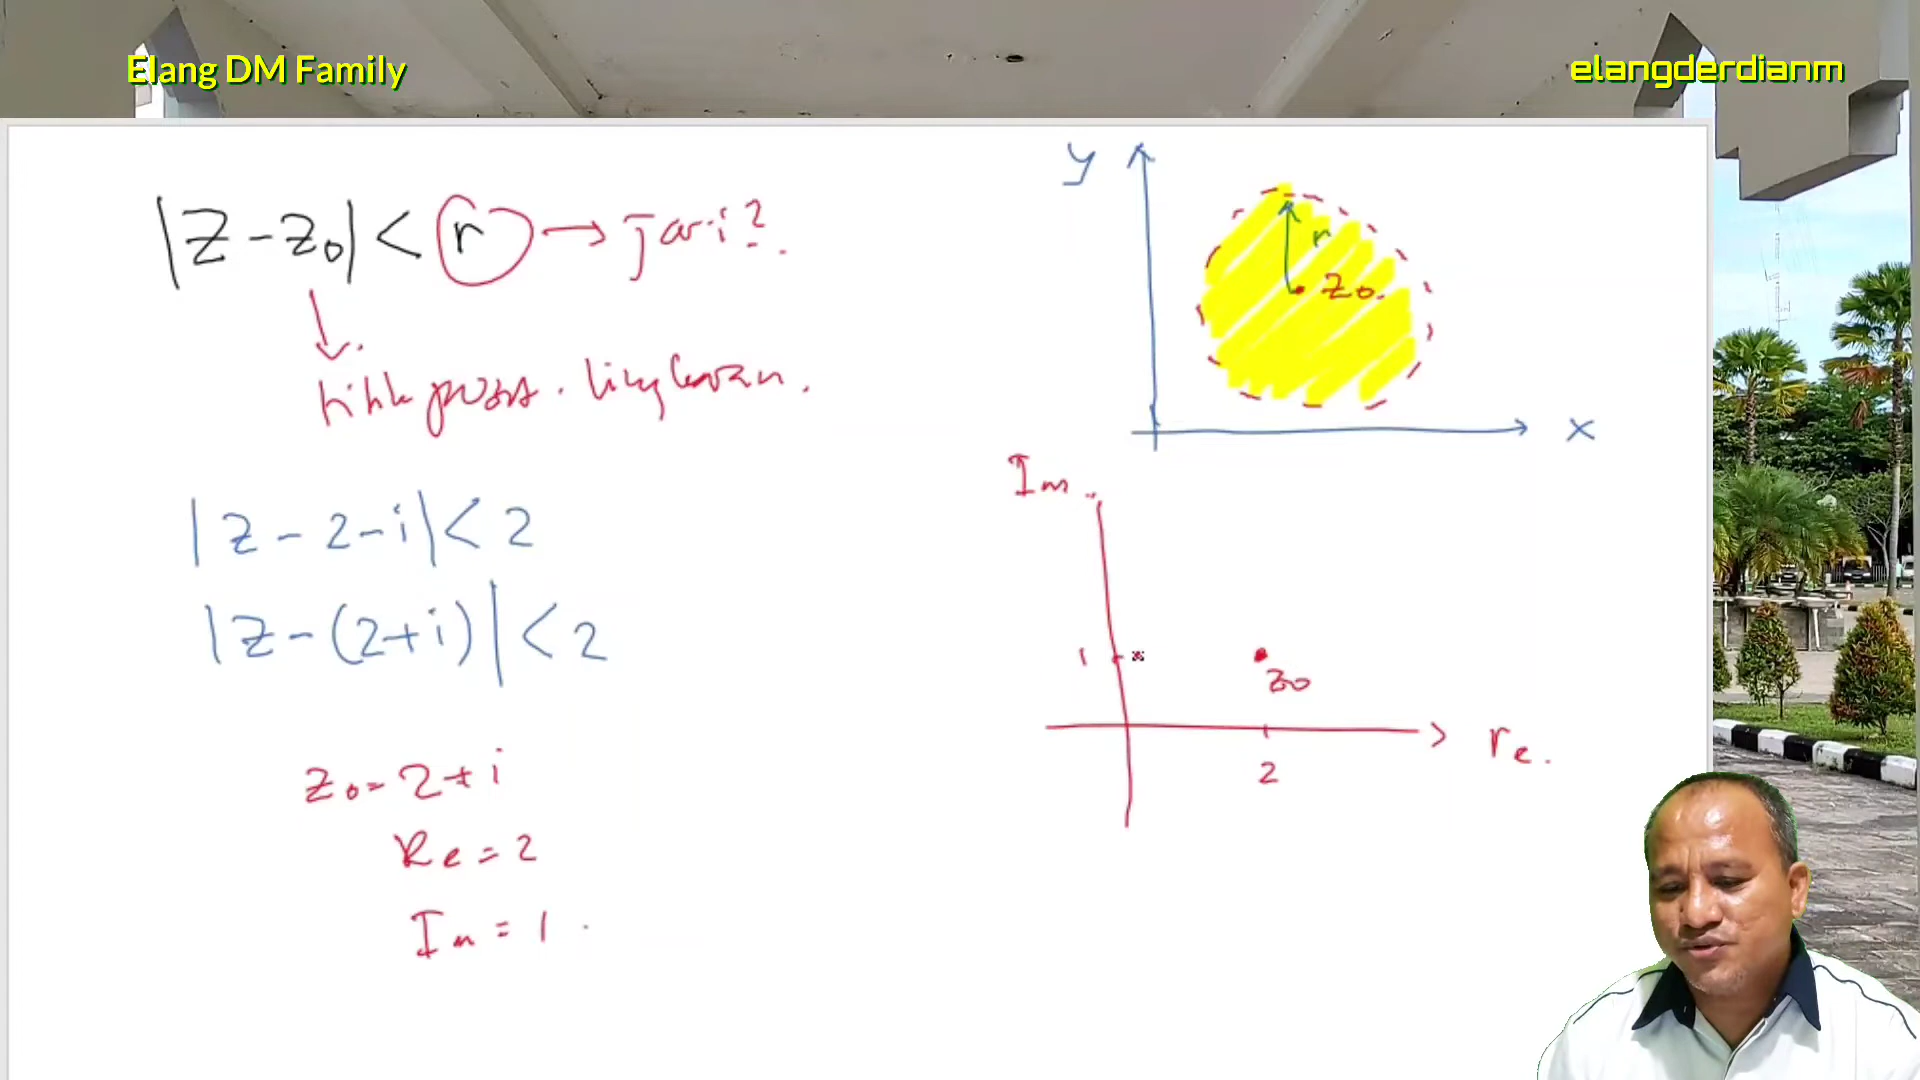 Elang DM Family
elangderdianm
|z-z₀| < r → jari².
titik pusat. lingkaran.
|z-2-i| < 2
|z-(2+i)| < 2
z₀ = 2+i
Re = 2
Im = 1.
y
r
z₀.
x
Im.
1
z₀
2
re.